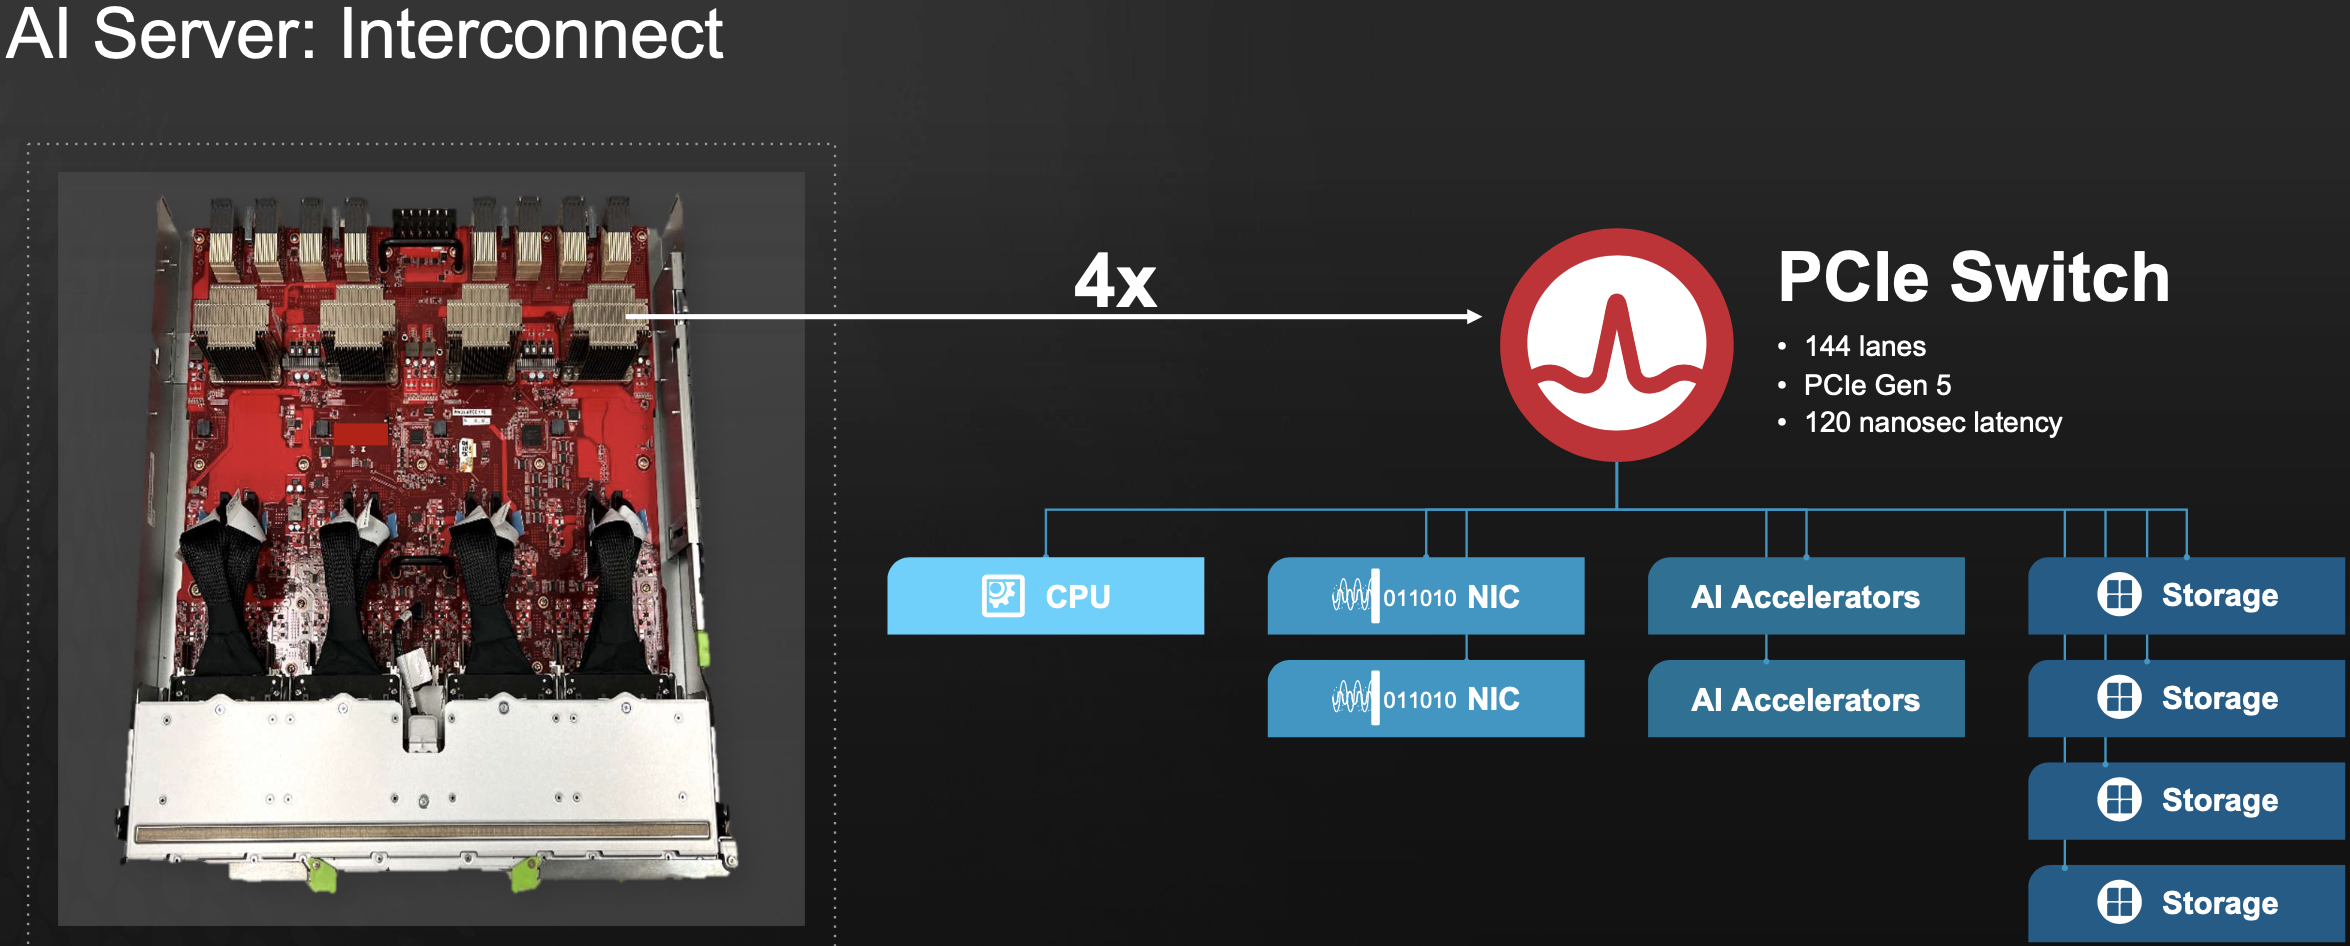 AI Server: Interconnect
4x
PCIe Switch
• 144 lanes
• PCIe Gen 5
• 120 nanosec latency
CPU
011010 NIC
AI Accelerators
Storage
011010 NIC
AI Accelerators
Storage
Storage
Storage